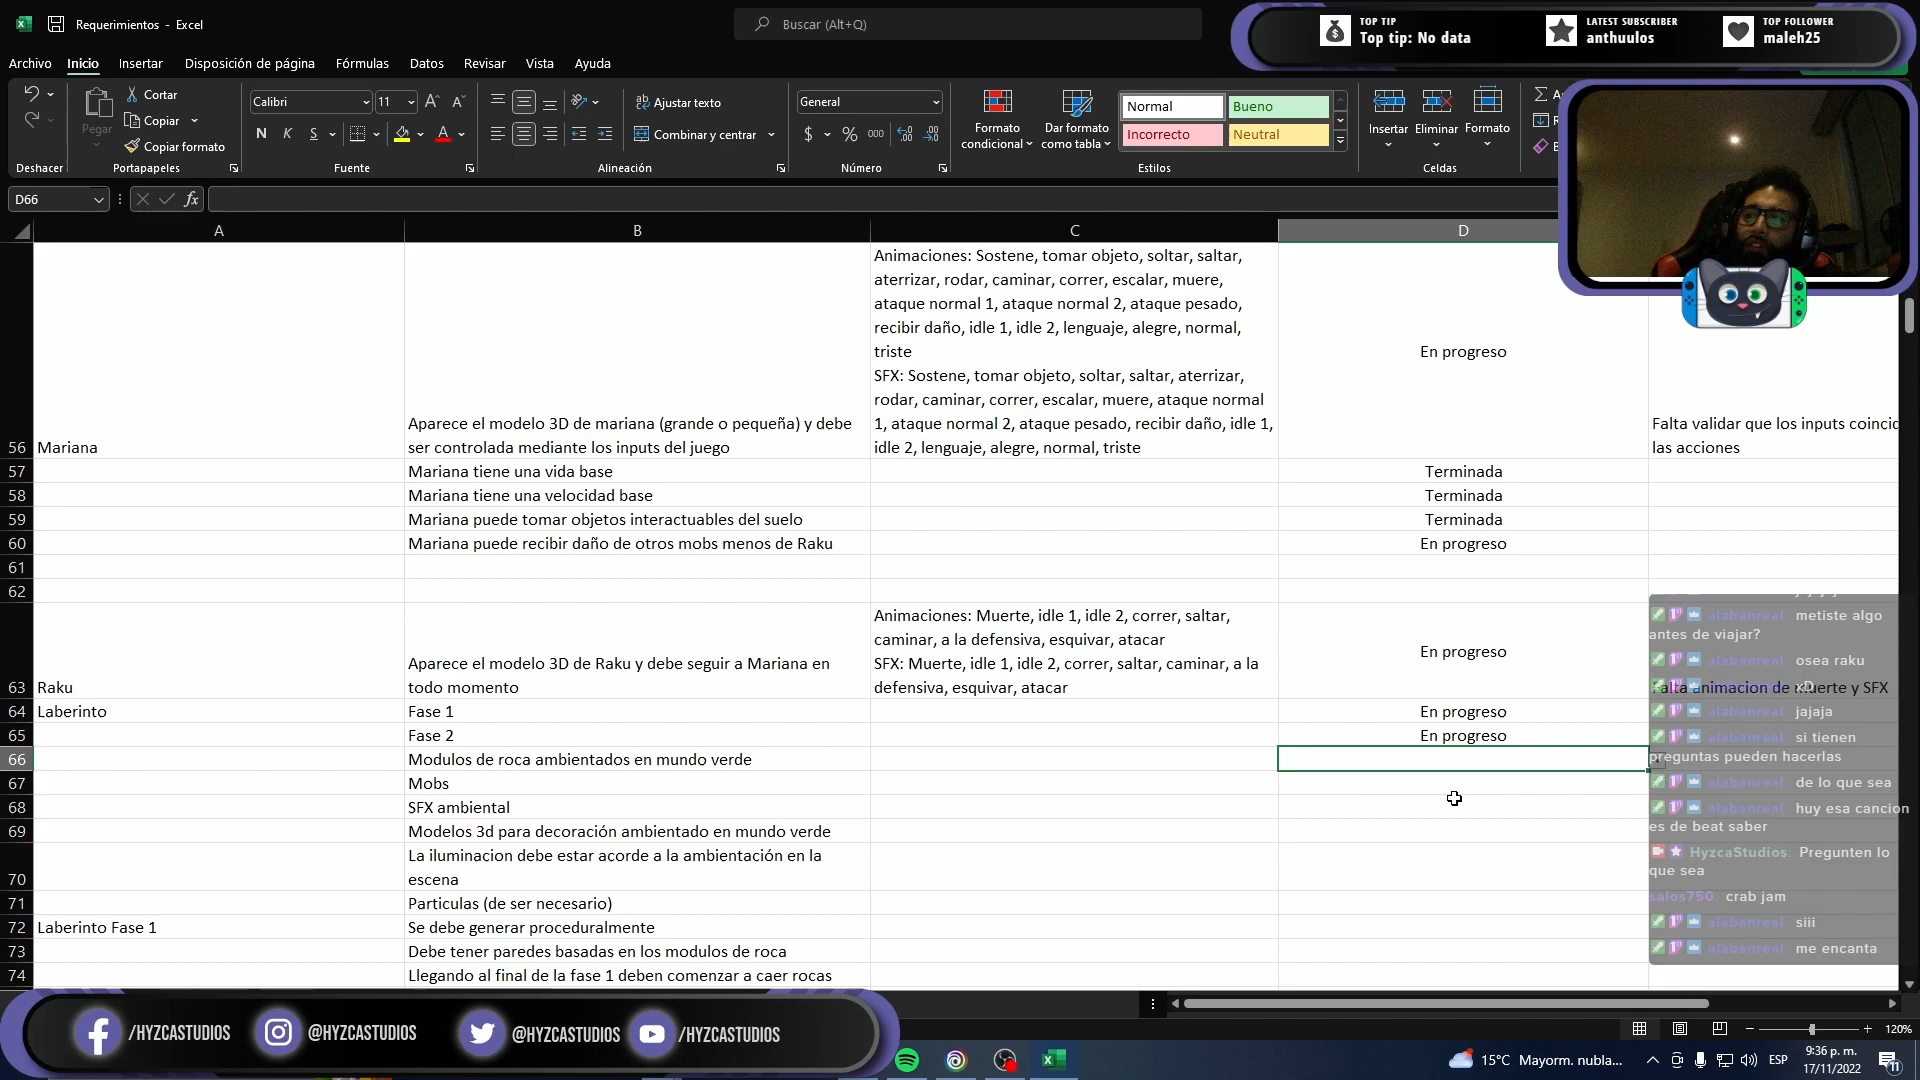 Requerimientos - Excel
Buscar (Alt+Q)
TOP TIP
Top tip: No data
LATEST SUBSCRIBER
anthuulos
TOP FOLLOWER
maleh25
Archivo Inicio Insertar Disposición de página Fórmulas Datos Revisar Vista Ayuda
Pegar
Cortar
Copiar
Copiar formato
Calibri 11
N K S
Ajustar texto
Combinar y centrar
General
$ % 000
Formato condicional
Dar formato como tabla
Normal Bueno
Incorrecto Neutral
Insertar Eliminar Formato
Deshacer Portapapeles Fuente Alineación Número Estilos Celdas
D66
fx
A B C D
Animaciones: Sostene, tomar objeto, soltar, saltar,
aterrizar, rodar, caminar, correr, escalar, muere,
ataque normal 1, ataque normal 2, ataque pesado,
recibir daño, idle 1, idle 2, lenguaje, alegre, normal,
triste
SFX: Sostene, tomar objeto, soltar, saltar, aterrizar,
rodar, caminar, correr, escalar, muere, ataque normal
1, ataque normal 2, ataque pesado, recibir daño, idle 1,
idle 2, lenguaje, alegre, normal, triste
En progreso
Aparece el modelo 3D de mariana (grande o pequeña) y debe
ser controlada mediante los inputs del juego
Falta validar que los inputs coincid
las acciones
56 Mariana
57 Mariana tiene una vida base Terminada
58 Mariana tiene una velocidad base Terminada
59 Mariana puede tomar objetos interactuables del suelo Terminada
60 Mariana puede recibir daño de otros mobs menos de Raku En progreso
61
62
Animaciones: Muerte, idle 1, idle 2, correr, saltar,
caminar, a la defensiva, esquivar, atacar
SFX: Muerte, idle 1, idle 2, correr, saltar, caminar, a la
defensiva, esquivar, atacar
En progreso
Aparece el modelo 3D de Raku y debe seguir a Mariana en
todo momento
63 Raku
Falta animacion de muerte y SFX
64 Laberinto Fase 1 En progreso
65 Fase 2 En progreso
66 Modulos de roca ambientados en mundo verde
67 Mobs
68 SFX ambiental
69 Modelos 3d para decoración ambientado en mundo verde
La iluminacion debe estar acorde a la ambientación en la
70 escena
71 Particulas (de ser necesario)
72 Laberinto Fase 1 Se debe generar proceduralmente
73 Debe tener paredes basadas en los modulos de roca
74 Llegando al final de la fase 1 deben comenzar a caer rocas
alabanreal metiste algo
antes de viajar?
alabanreal osea raku
alabanreal xD
alabanreal jajaja
alabanreal si tienen
preguntas pueden hacerlas
alabanreal de lo que sea
alabanreal huy esa cancion
es de beat saber
HyzcaStudios: Pregunten lo
que sea
salos750: crab jam
alabanreal siii
alabanreal me encanta
/HYZCASTUDIOS @HYZCASTUDIOS @HYZCASTUDIOS /HYZCASTUDIOS
120%
15°C Mayorm. nubla...
ESP
9:36 p. m.
17/11/2022
11